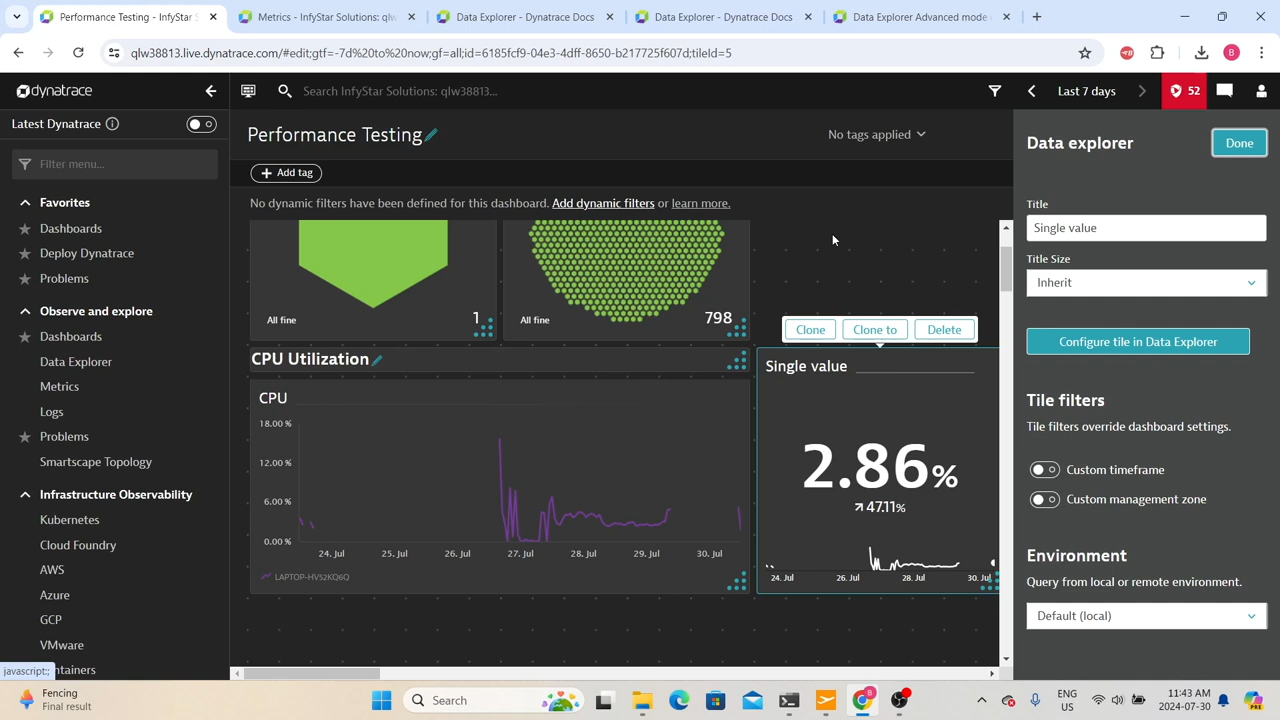 Performance Testing - InfyStar S
Metrics - InfyStar Solutions: qlw
Data Explorer - Dynatrace Docs
Data Explorer - Dynatrace Docs
Data Explorer Advanced mode
qlw38813.live.dynatrace.com/#edit;gtf=-7d%20to%20now;gf=all;id=6185fcf9-04e3-4dff-8650-b217725f607d;tileId=5
B
dynatrace
Search InfyStar Solutions: qlw38813...
Last 7 days
52
Latest Dynatrace
Filter menu...
Favorites
Dashboards
Deploy Dynatrace
Problems
Observe and explore
Dashboards
Data Explorer
Metrics
Logs
Problems
Smartscape Topology
Infrastructure Observability
Kubernetes
Cloud Foundry
AWS
Azure
GCP
VMware
ntainers
javascript:;
Performance Testing
No tags applied
Add tag
No dynamic filters have been defined for this dashboard. Add dynamic filters or learn more.
All fine
1
All fine
798
Clone
Clone to
Delete
CPU Utilization
CPU
18.00 %
12.00 %
6.00 %
0.00 %
24. Jul
25. Jul
26. Jul
27. Jul
28. Jul
29. Jul
30. Jul
LAPTOP-HV52KQ6Q
Single value
2.86%
47.11%
24. Jul
26. Jul
28. Jul
30. Jul
Data explorer
Done
Title
Single value
Title Size
Inherit
Configure tile in Data Explorer
Tile filters
Tile filters override dashboard settings.
Custom timeframe
Custom management zone
Environment
Query from local or remote environment.
Default (local)
Fencing
Final result
Search
ENG
US
11:43 AM
2024-07-30